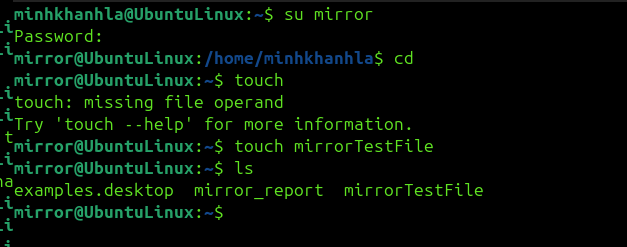 minhkhanhla@UbuntuLinux:~$ su mirror
Password:
mirror@UbuntuLinux:/home/minhkhanhla$ cd
mirror@UbuntuLinux:~$ touch
touch: missing file operand
Try 'touch --help' for more information.
mirror@UbuntuLinux:~$ touch mirrorTestFile
mirror@UbuntuLinux:~$ ls
examples.desktop  mirror_report  mirrorTestFile
mirror@UbuntuLinux:~$